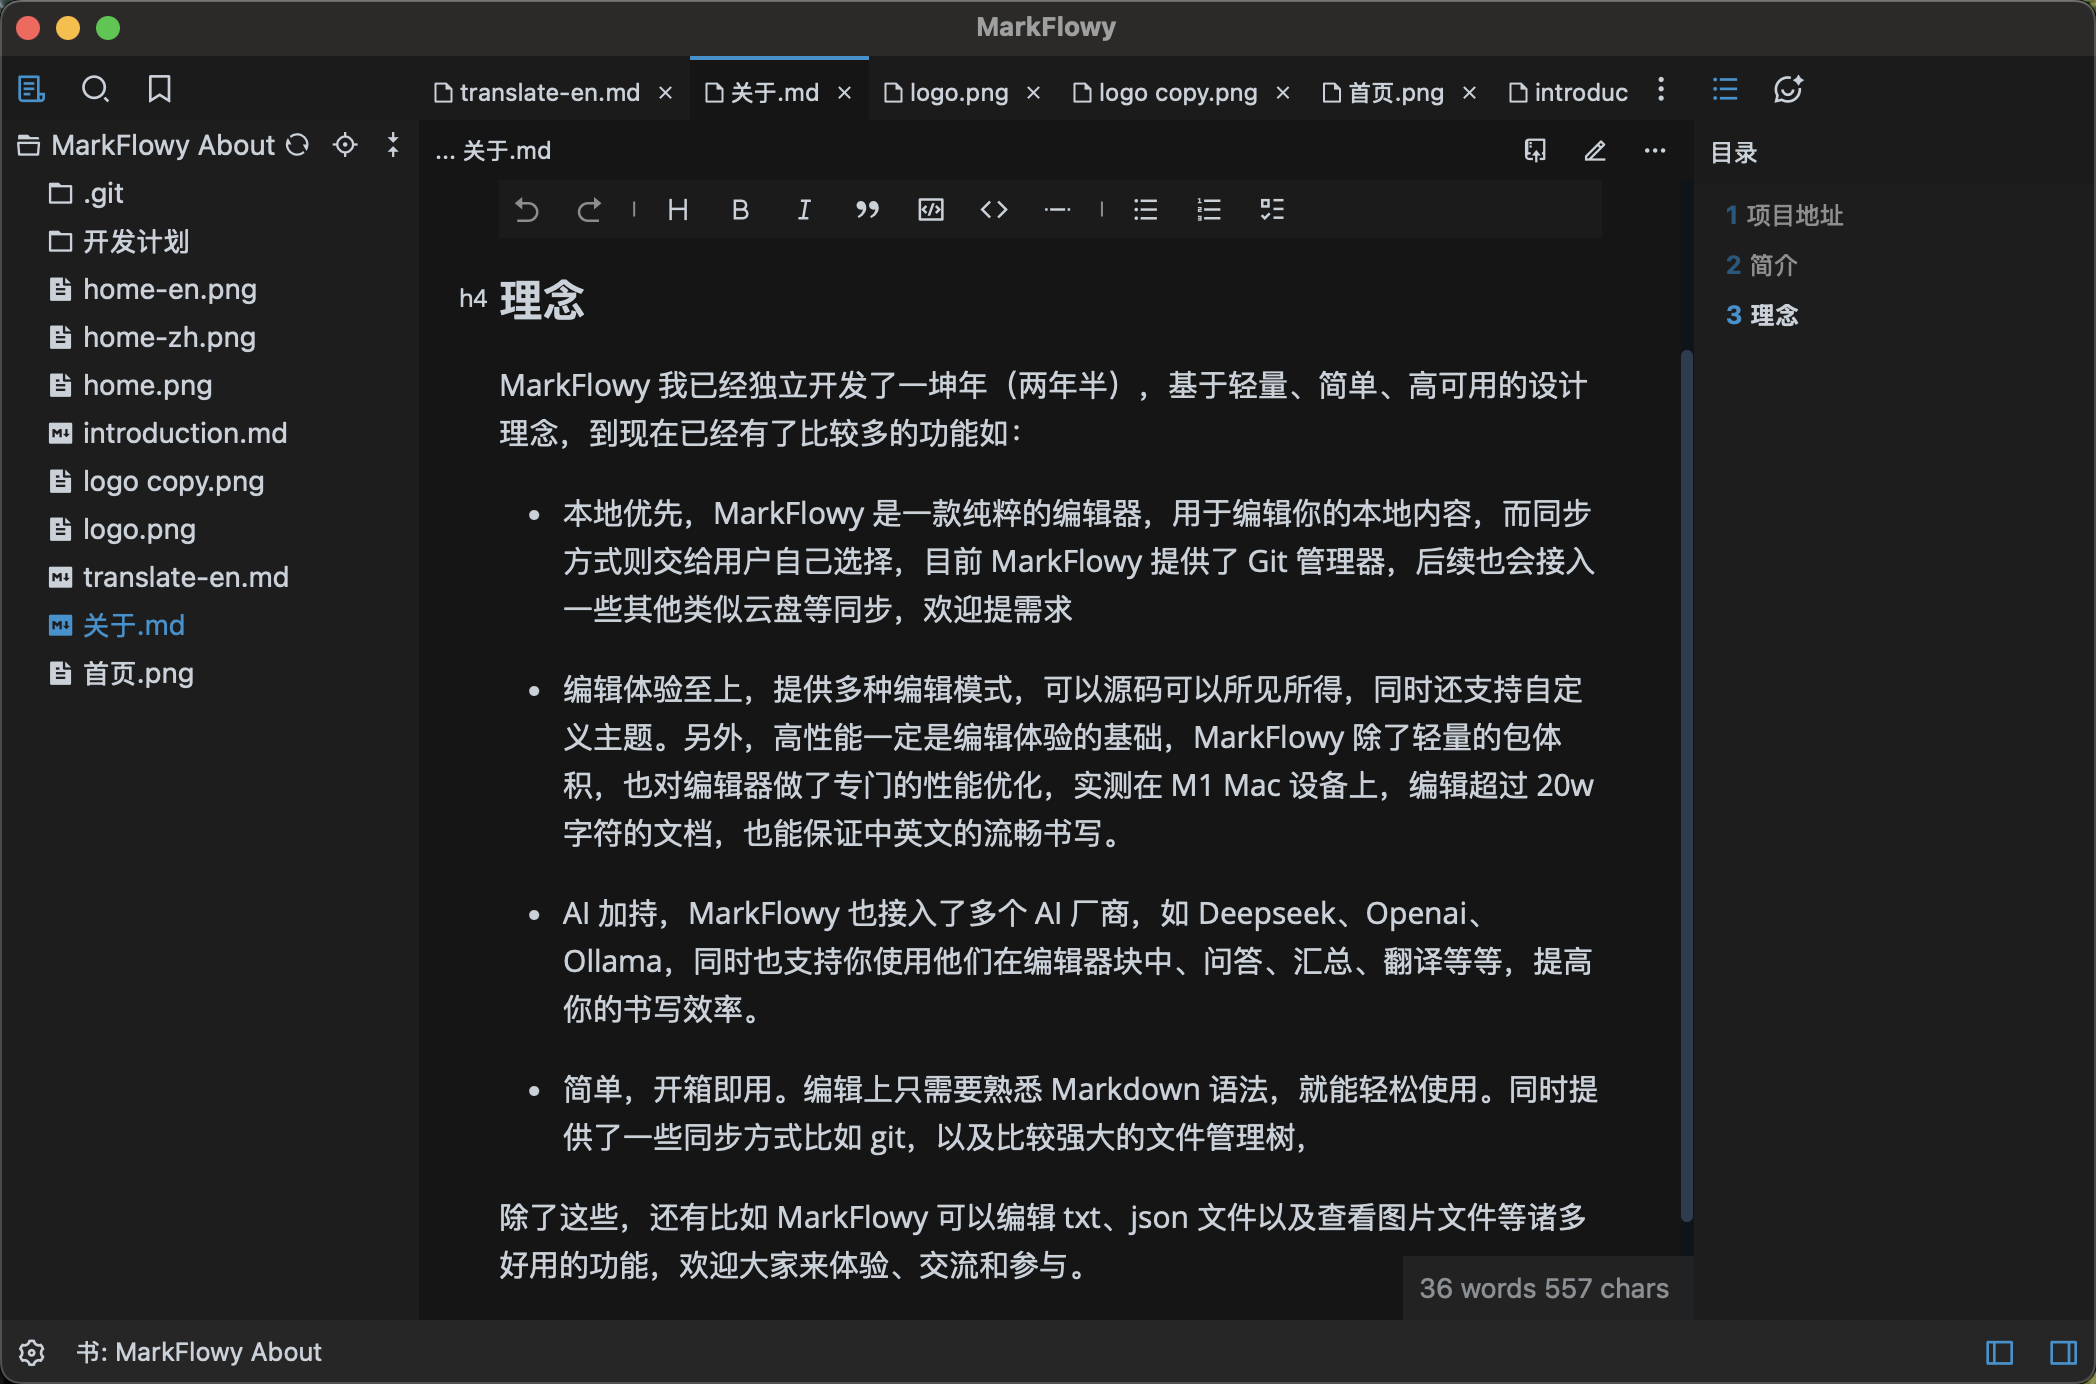 MarkFlowy
translate-en.md
关于.md
logo.png
logo copy.png
首页.png
introduc
MarkFlowy About
.git
开发计划
home-en.png
home-zh.png
home.png
introduction.md
logo copy.png
logo.png
translate-en.md
关于.md
首页.png
... 关于.md
H B I
h4 理念
MarkFlowy 我已经独立开发了一坤年（两年半），基于轻量、简单、高可用的设计
理念，到现在已经有了比较多的功能如：
• 本地优先，MarkFlowy 是一款纯粹的编辑器，用于编辑你的本地内容，而同步
方式则交给用户自己选择，目前 MarkFlowy 提供了 Git 管理器，后续也会接入
一些其他类似云盘等同步，欢迎提需求
• 编辑体验至上，提供多种编辑模式，可以源码可以所见所得，同时还支持自定
义主题。另外，高性能一定是编辑体验的基础，MarkFlowy 除了轻量的包体
积，也对编辑器做了专门的性能优化，实测在 M1 Mac 设备上，编辑超过 20w
字符的文档，也能保证中英文的流畅书写。
• AI 加持，MarkFlowy 也接入了多个 AI 厂商，如 Deepseek、Openai、
Ollama，同时也支持你使用他们在编辑器块中、问答、汇总、翻译等等，提高
你的书写效率。
• 简单，开箱即用。编辑上只需要熟悉 Markdown 语法，就能轻松使用。同时提
供了一些同步方式比如 git，以及比较强大的文件管理树，
除了这些，还有比如 MarkFlowy 可以编辑 txt、json 文件以及查看图片文件等诸多
好用的功能，欢迎大家来体验、交流和参与。
36 words 557 chars
目录
1 项目地址
2 简介
3 理念
书: MarkFlowy About